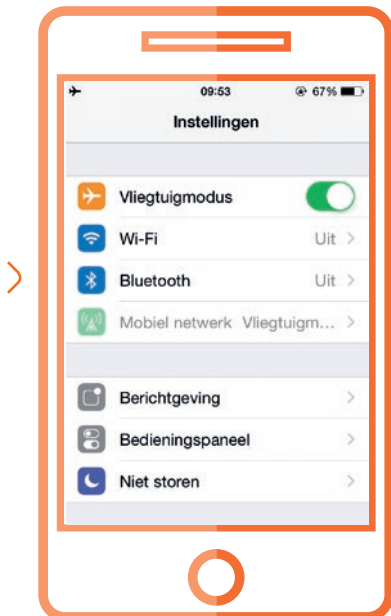 09:53 67%
Instellingen
Vliegtuigmodus
Wi-Fi Uit
Bluetooth Uit
Mobiel netwerk Vliegtuigm...
Berichtgeving
Bedieningspaneel
Niet storen